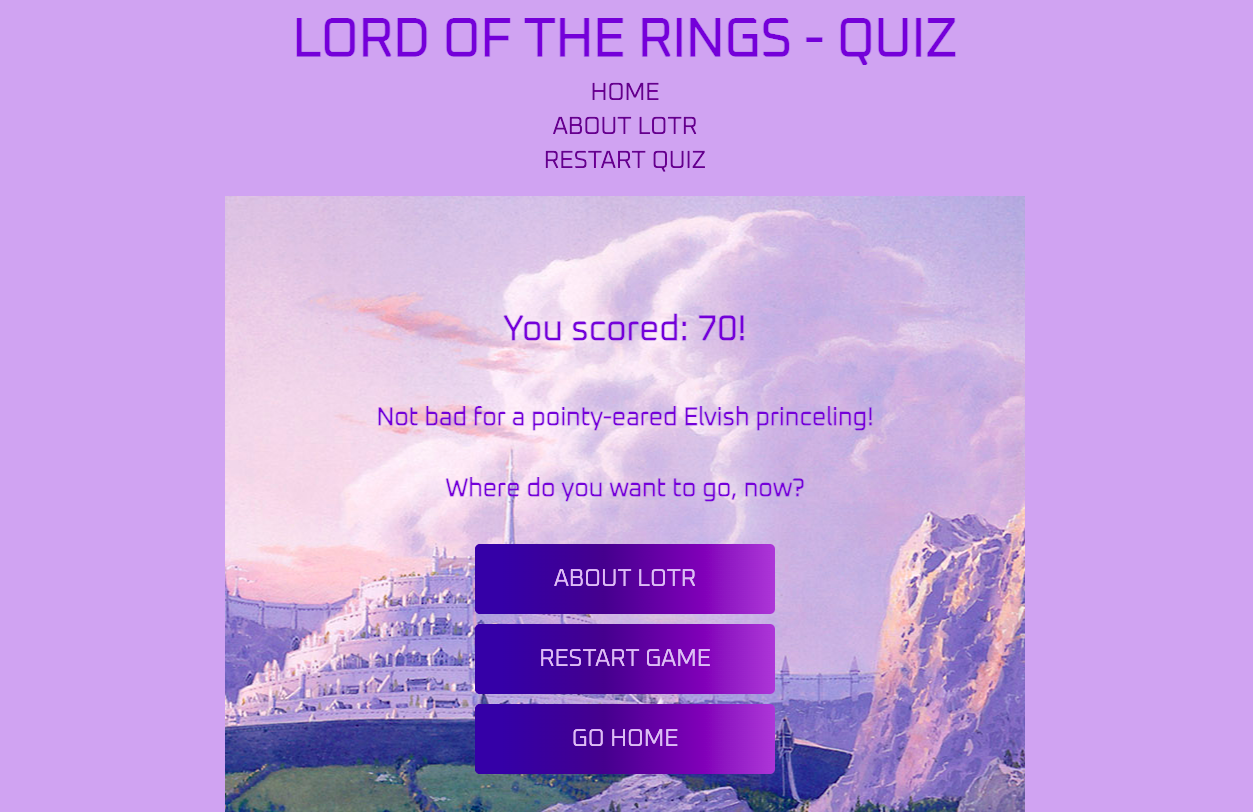 LORD OF THE RINGS - QUIZ
HOME
ABOUT LOTR
RESTART QUIZ
You scored: 70!
Not bad for a pointy-eared Elvish princeling!
Where do you want to go, now?
ABOUT LOTR
RESTART GAME
GO HOME